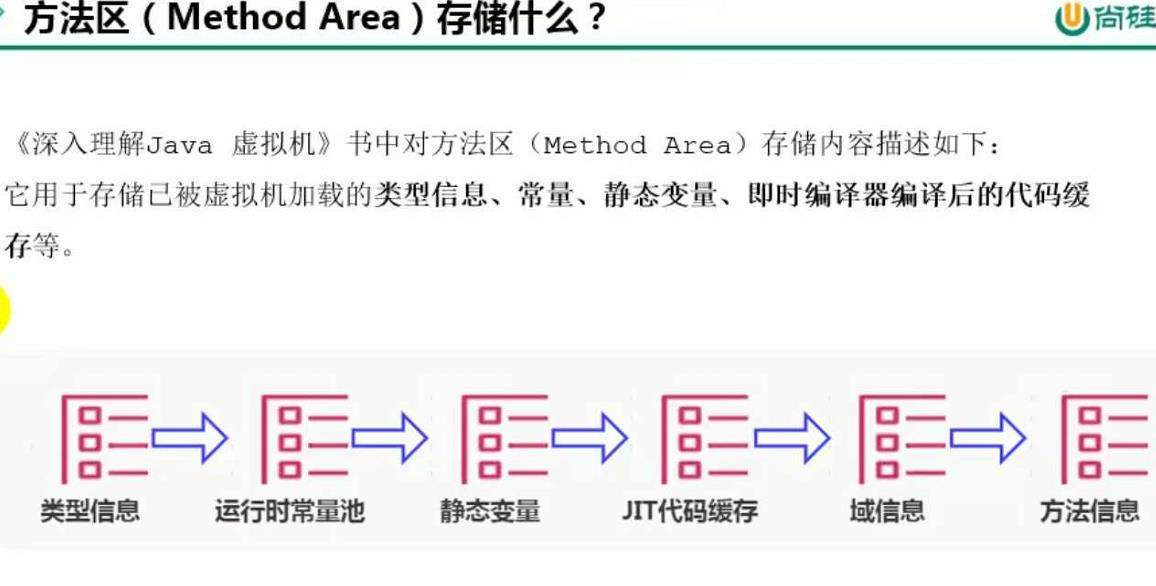 方法区（Method Area）存储什么？
尚硅
《深入理解Java 虚拟机》书中对方法区（Method Area）存储内容描述如下：
它用于存储已被虚拟机加载的类型信息、常量、静态变量、即时编译器编译后的代码缓
存等。
类型信息 运行时常量池 静态变量 JIT代码缓存 域信息 方法信息